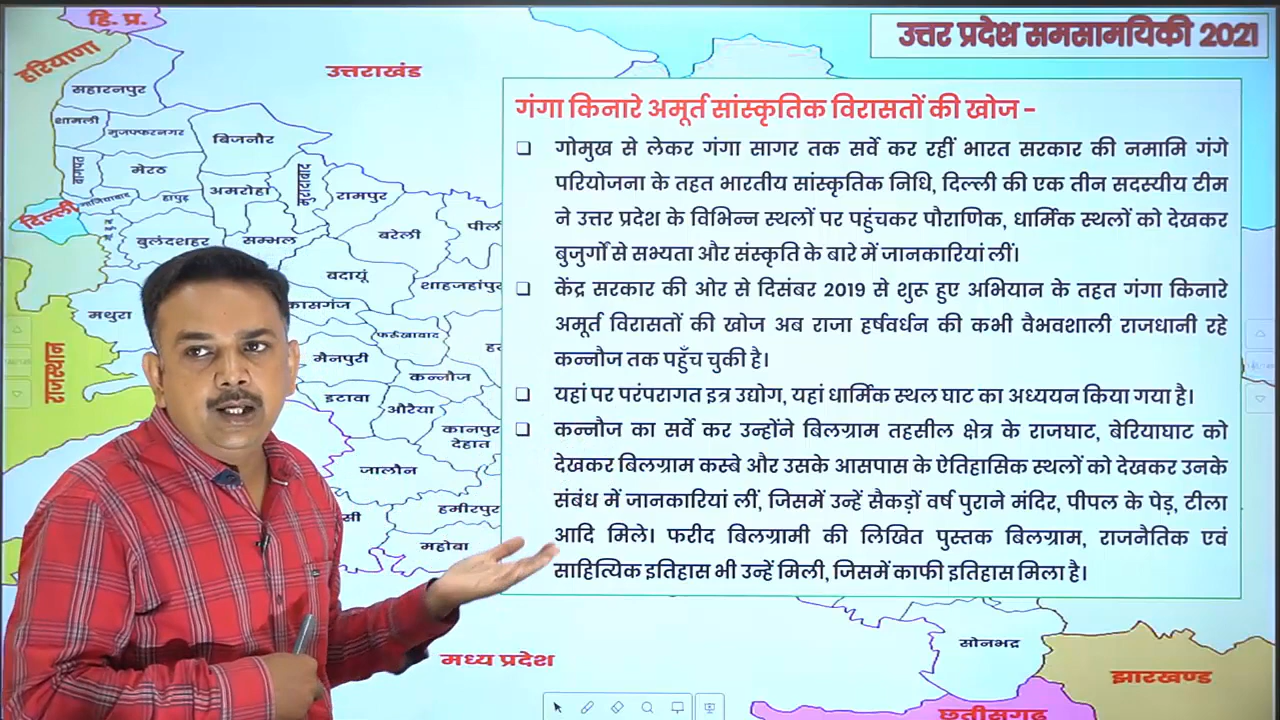 हि. प्र.
उत्तर प्रदेश समसामयिकी 2021
हरियाणा
उत्तराखंड
सहारनपुर
शामली
मुजफ्फरनगर
बिजनौर
बागपत
मेरठ
अमरोहा
मुरादाबाद
रामपुर
दिल्ली
गाजियाबाद
हापुड़
बुलंदशहर
सम्भल
बरेली
पीली
बदायूं
शाहजहांपुर
कासगंज
मथुरा
फर्रुखाबाद
राजस्थान
मैनपुरी
कन्नौज
इटावा
औरैया
कानपुर
देहात
जालौन
हमीरपुर
सी
महोबा
गंगा किनारे अमूर्त सांस्कृतिक विरासतों की खोज -
❑ गोमुख से लेकर गंगा सागर तक सर्वे कर रहीं भारत सरकार की नमामि गंगे
परियोजना के तहत भारतीय सांस्कृतिक निधि, दिल्ली की एक तीन सदस्यीय टीम
ने उत्तर प्रदेश के विभिन्न स्थलों पर पहुंचकर पौराणिक, धार्मिक स्थलों को देखकर
बुजुर्गों से सभ्यता और संस्कृति के बारे में जानकारियां लीं।
❑ केंद्र सरकार की ओर से दिसंबर 2019 से शुरू हुए अभियान के तहत गंगा किनारे
अमूर्त विरासतों की खोज अब राजा हर्षवर्धन की कभी वैभवशाली राजधानी रहे
कन्नौज तक पहुँच चुकी है।
❑ यहां पर परंपरागत इत्र उद्योग, यहां धार्मिक स्थल घाट का अध्ययन किया गया है।
❑ कन्नौज का सर्वे कर उन्होंने बिलग्राम तहसील क्षेत्र के राजघाट, बेरियाघाट को
देखकर बिलग्राम कस्बे और उसके आसपास के ऐतिहासिक स्थलों को देखकर उनके
संबंध में जानकारियां लीं, जिसमें उन्हें सैकड़ों वर्ष पुराने मंदिर, पीपल के पेड़, टीला
आदि मिले। फरीद बिलग्रामी की लिखित पुस्तक बिलग्राम, राजनैतिक एवं
साहित्यिक इतिहास भी उन्हें मिली, जिसमें काफी इतिहास मिला है।
सोनभद्र
मध्य प्रदेश
झारखण्ड
छत्तीसगढ़